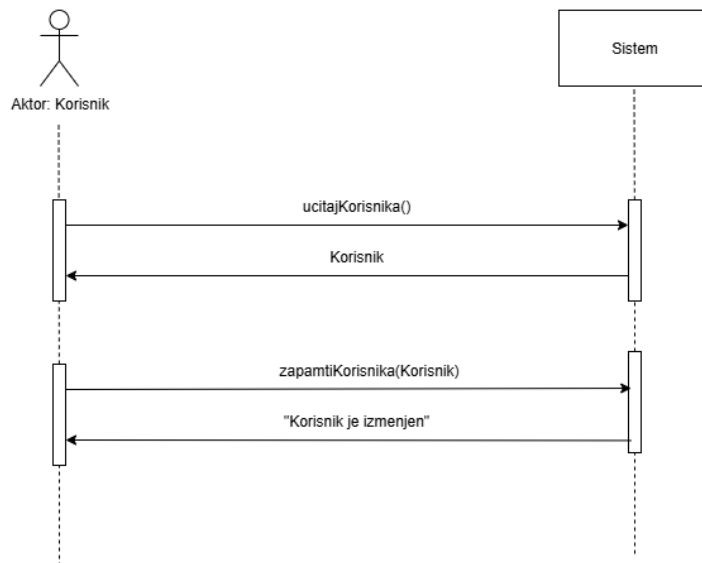 Sistem
Aktor: Korisnik
ucitajKorisnika()
Korisnik
zapamtiKorisnika(Korisnik)
"Korisnik je izmenjen"